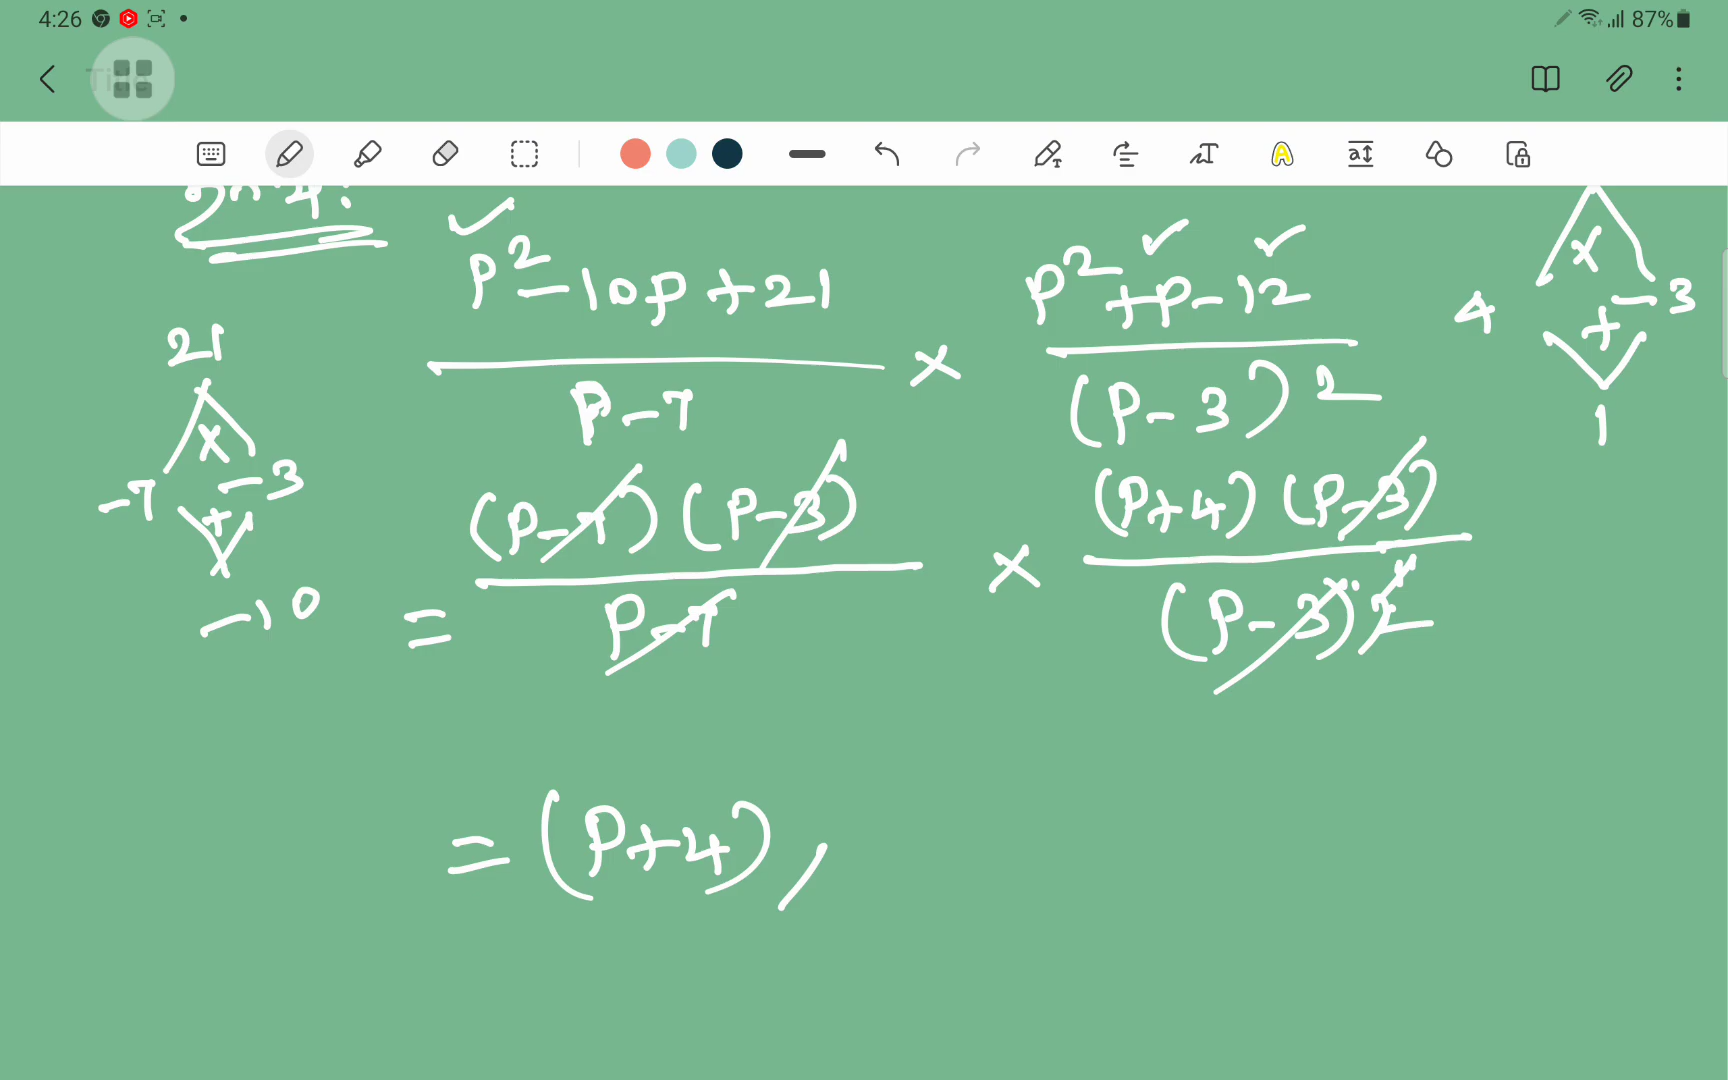 4:26 87%
Title
P² - 10P + 21 P² + P - 12
× 4 × -3
+
21 P - 7 (P - 3)² 1
×
-7 -3 (P - 7) (P - 3) (P + 4) (P - 3)
+ ×
-10 = P - 7 (P - 3)²
= (P + 4),